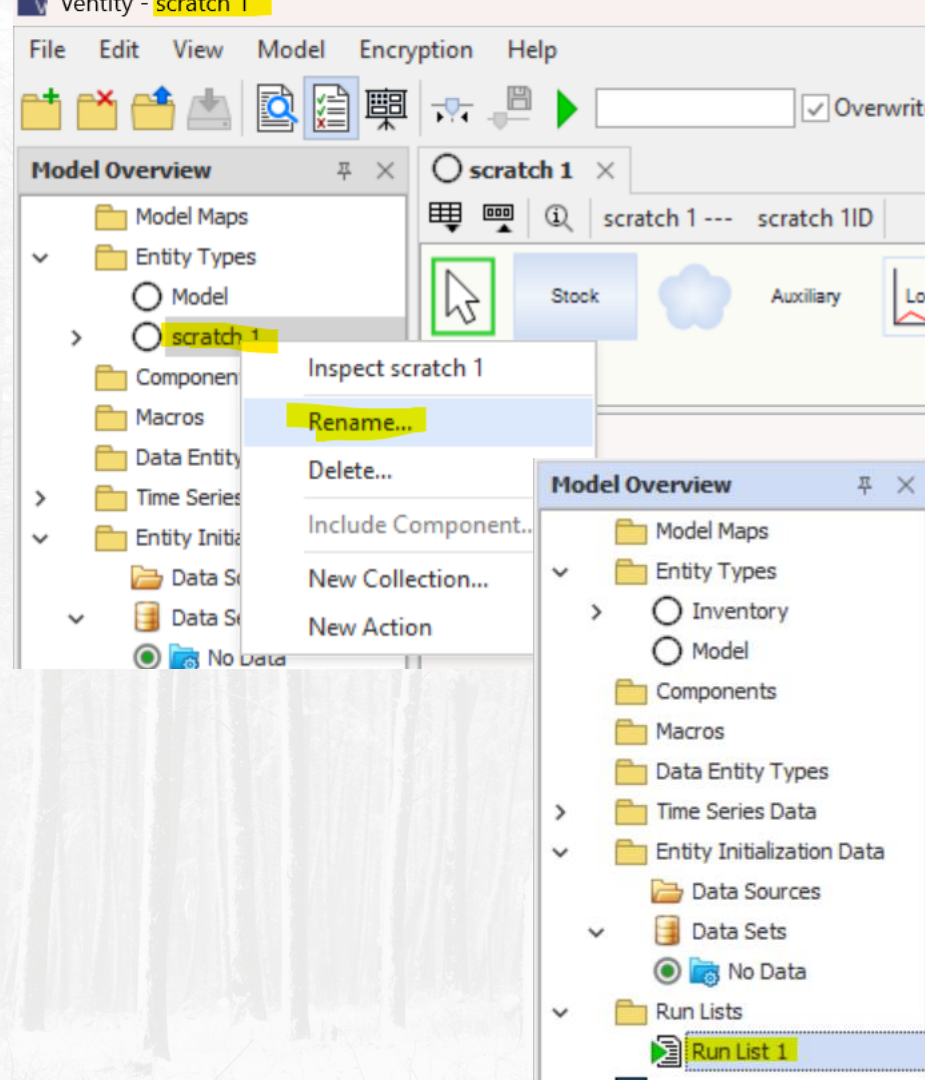 Ventity - scratch 1
File Edit View Model Encryption Help
Overwrit
Model Overview
scratch 1
Model Maps
scratch 1 --- scratch 1ID
Entity Types
Model
Stock
Auxiliary
Lo
scratch 1
Inspect scratch 1
Componen
Macros
Rename...
Data Entity
Delete...
Time Series
Include Component..
Entity Initia
Data So
New Collection...
Data Se
New Action
No Data
Model Overview
Model Maps
Entity Types
Inventory
Model
Components
Macros
Data Entity Types
Time Series Data
Entity Initialization Data
Data Sources
Data Sets
No Data
Run Lists
Run List 1